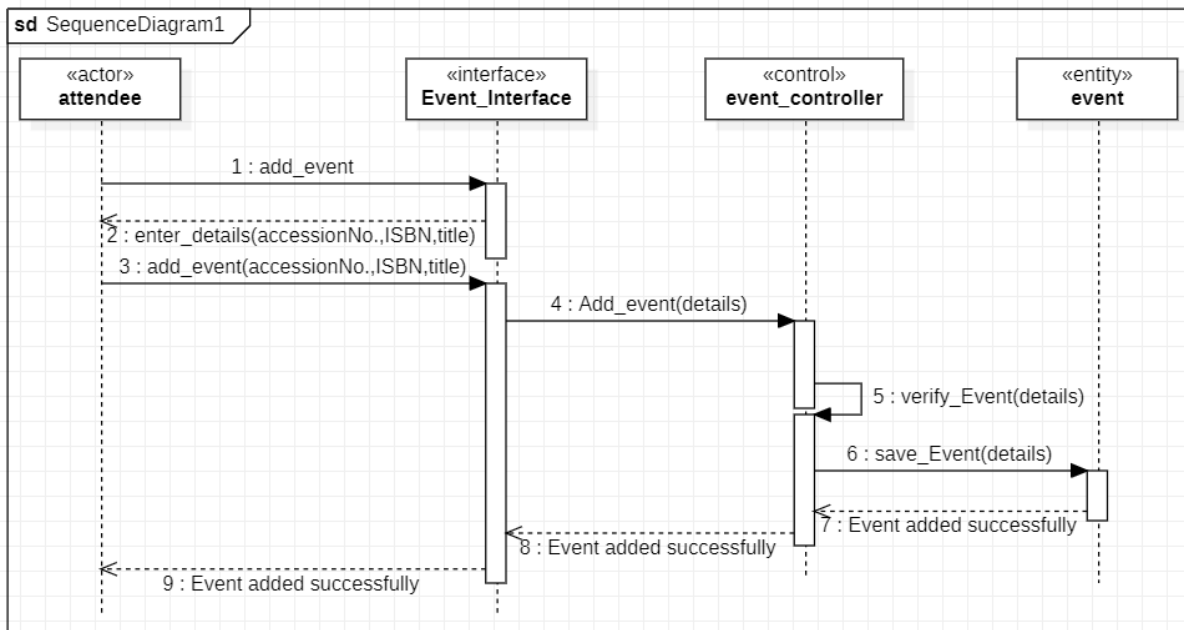 sd SequenceDiagram1
«actor»
attendee
«interface»
Event_Interface
«control»
event_controller
«entity»
event
1 : add_event
2 : enter_details(accessionNo.,ISBN,title)
3 : add_event(accessionNo.,ISBN,title)
4 : Add_event(details)
5 : verify_Event(details)
6 : save_Event(details)
7 : Event added successfully
8 : Event added successfully
9 : Event added successfully